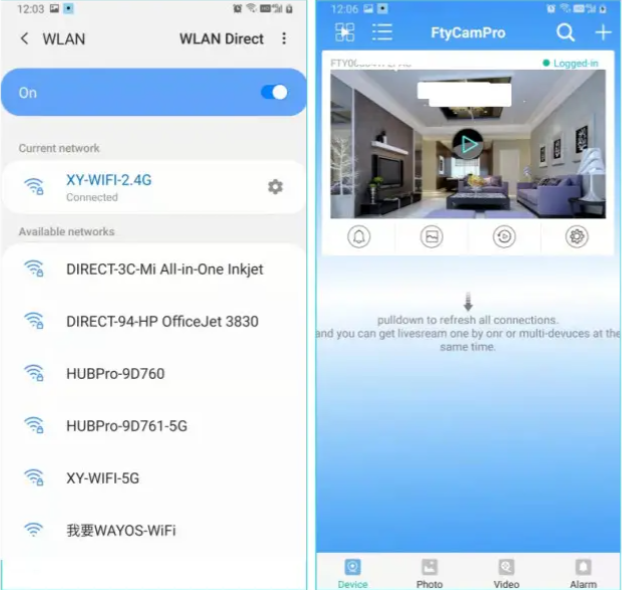 12:03
WLAN
WLAN Direct
On
Current network
XY-WIFI-2.4G
Connected
Available networks
DIRECT-3C-Mi All-in-One Inkjet
DIRECT-94-HP OfficeJet 3830
HUBPro-9D760
HUBPro-9D761-5G
XY-WIFI-5G
我要WAYOS-WiFi
12:06
FtyCamPro
Logged-in
pulldown to refresh all connections.
and you can get livesream one by onr or multi-devuces at the
same time.
Device
Photo
Video
Alarm